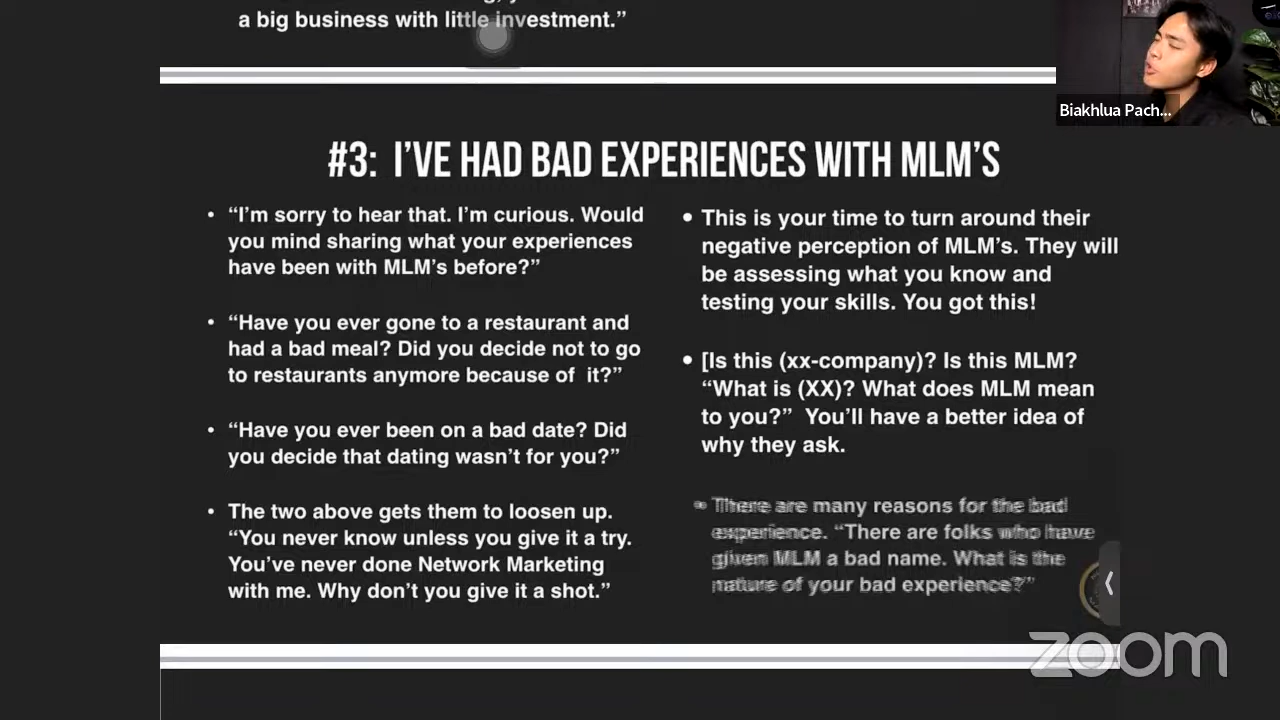 a big business with little investment.”
Biakhlua Pach...
#3: I’VE HAD BAD EXPERIENCES WITH MLM’S
• “I’m sorry to hear that. I’m curious. Would
you mind sharing what your experiences
have been with MLM’s before?”
• “Have you ever gone to a restaurant and
had a bad meal? Did you decide not to go
to restaurants anymore because of it?”
• “Have you ever been on a bad date? Did
you decide that dating wasn’t for you?”
• The two above gets them to loosen up.
“You never know unless you give it a try.
You’ve never done Network Marketing
with me. Why don’t you give it a shot.”
• This is your time to turn around their
negative perception of MLM’s. They will
be assessing what you know and
testing your skills. You got this!
• [Is this (xx-company)? Is this MLM?
“What is (XX)? What does MLM mean
to you?” You’ll have a better idea of
why they ask.
• There are many reasons for the bad
experience. “There are folks who have
given MLM a bad name. What is the
nature of your bad experience?”
zoom